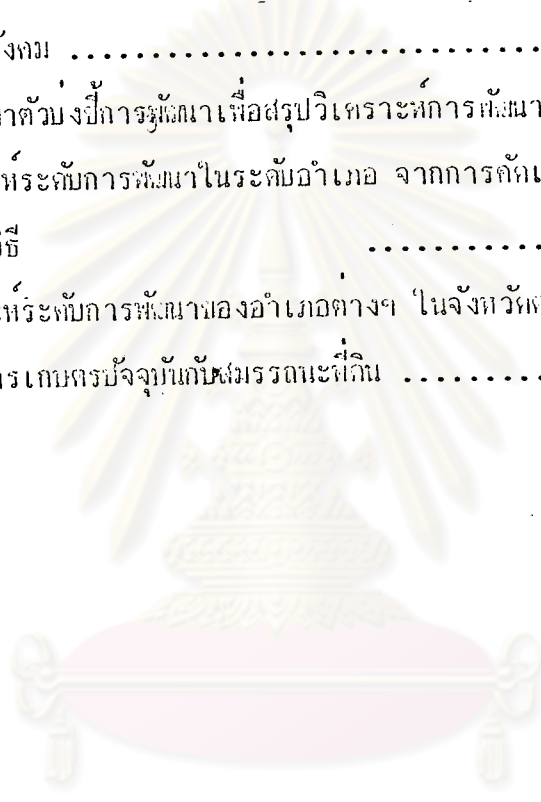 ังคม ..............................
าตัวบ่งชี้การพัฒนาเพื่อสรุปวิเคราะห์การพัฒนา
ห์ระดับการพัฒนาในระดับอำเภอ จากการคัดเ
วิธี ...........
ห์ระดับการพัฒนาของอำเภอต่างๆ ในจังหวัด
รเกษตรปัจจุบันกับสมรรถนะที่ดิน .........